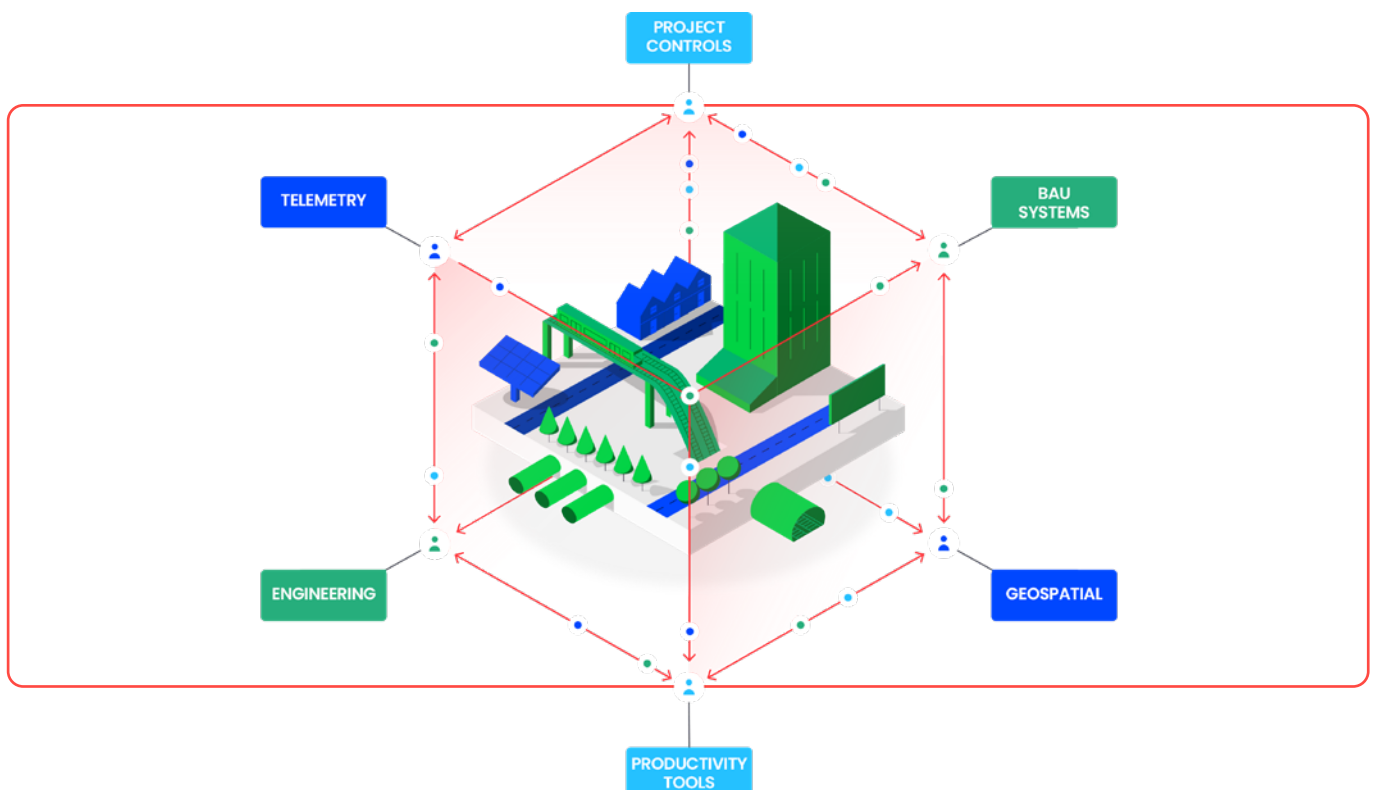 PROJECT
CONTROLS
TELEMETRY
BAU
SYSTEMS
ENGINEERING
GEOSPATIAL
PRODUCTIVITY
TOOLS